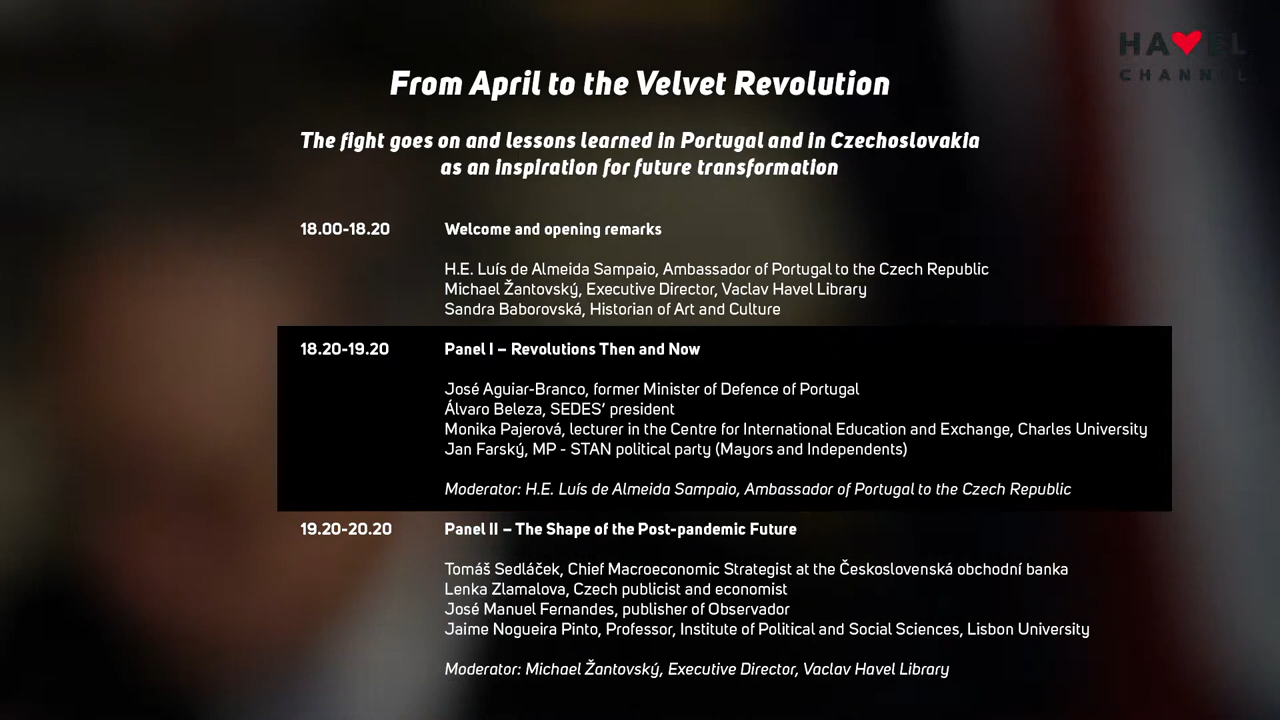 HAVEL
CHANNEL
From April to the Velvet Revolution
The fight goes on and lessons learned in Portugal and in Czechoslovakia
as an inspiration for future transformation
18.00-18.20 Welcome and opening remarks
H.E. Luís de Almeida Sampaio, Ambassador of Portugal to the Czech Republic
Michael Žantovský, Executive Director, Vaclav Havel Library
Sandra Baborovská, Historian of Art and Culture
18.20-19.20 Panel I – Revolutions Then and Now
José Aguiar-Branco, former Minister of Defence of Portugal
Álvaro Beleza, SEDES’ president
Monika Pajerová, lecturer in the Centre for International Education and Exchange, Charles University
Jan Farský, MP - STAN political party (Mayors and Independents)
Moderator: H.E. Luís de Almeida Sampaio, Ambassador of Portugal to the Czech Republic
19.20-20.20 Panel II – The Shape of the Post-pandemic Future
Tomáš Sedláček, Chief Macroeconomic Strategist at the Československá obchodní banka
Lenka Zlamalova, Czech publicist and economist
José Manuel Fernandes, publisher of Observador
Jaime Nogueira Pinto, Professor, Institute of Political and Social Sciences, Lisbon University
Moderator: Michael Žantovský, Executive Director, Vaclav Havel Library